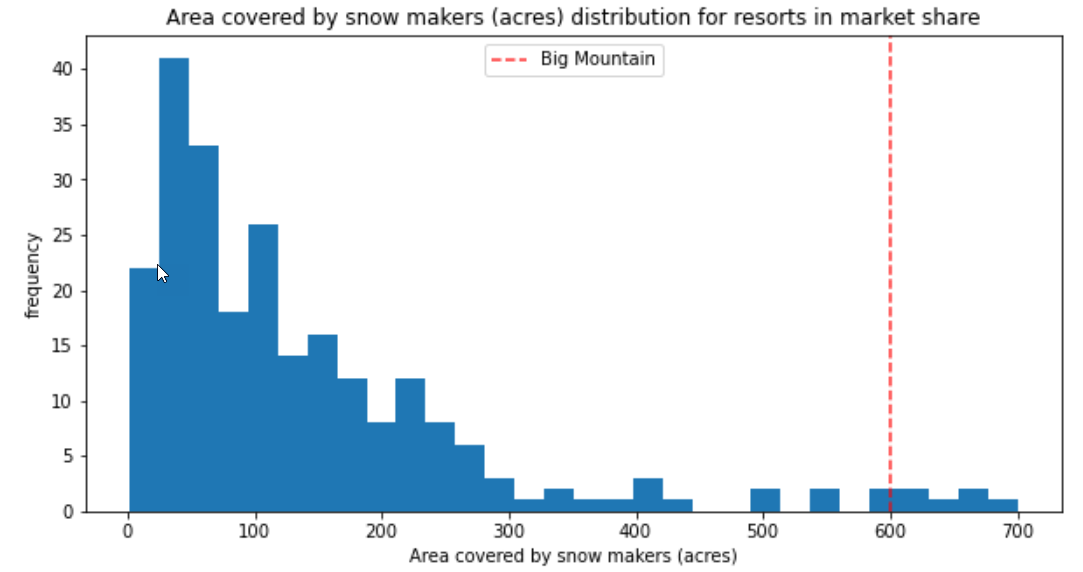 Area covered by snow makers (acres) distribution for resorts in market share
Big Mountain
frequency
40
35
30
25
20
15
10
5
0
0 100 200 300 400 500 600 700
Area covered by snow makers (acres)